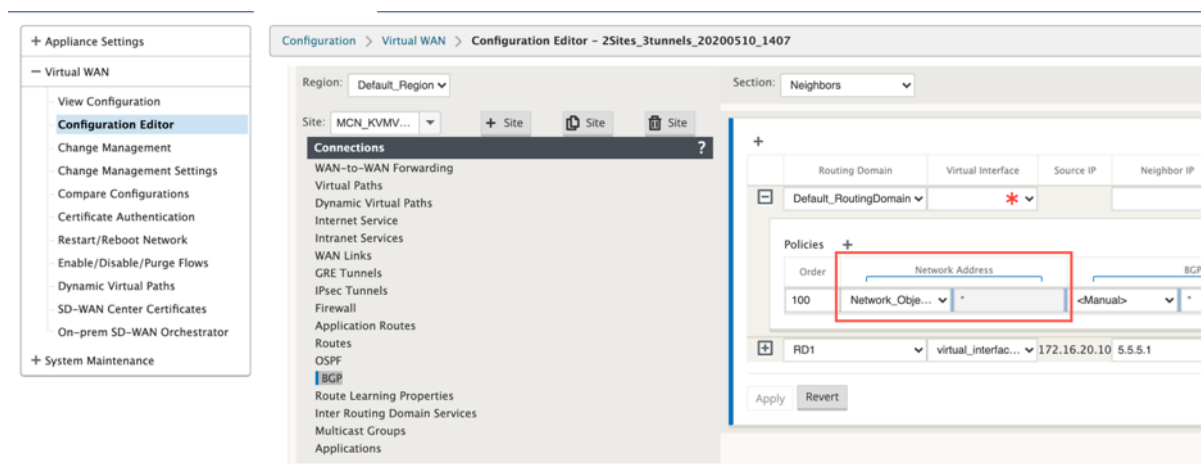 + Appliance Settings
− Virtual WAN
View Configuration
Configuration Editor
Change Management
Change Management Settings
Compare Configurations
Certificate Authentication
Restart/Reboot Network
Enable/Disable/Purge Flows
Dynamic Virtual Paths
SD-WAN Center Certificates
On-prem SD-WAN Orchestrator
+ System Maintenance
Configuration > Virtual WAN > Configuration Editor - 2Sites_3tunnels_20200510_1407
Region: Default_Region
Site: MCN_KVMV... + Site Site Site
Connections ?
WAN-to-WAN Forwarding
Virtual Paths
Dynamic Virtual Paths
Internet Service
Intranet Services
WAN Links
GRE Tunnels
IPsec Tunnels
Firewall
Application Routes
Routes
OSPF
BGP
Route Learning Properties
Inter Routing Domain Services
Multicast Groups
Applications
Section: Neighbors
+
Routing Domain Virtual Interface Source IP Neighbor IP
Default_RoutingDomain *
Policies +
Order Network Address BGP
100 Network_Obje... * <Manual> *
RD1 virtual_interfac... 172.16.20.10 5.5.5.1
Apply Revert